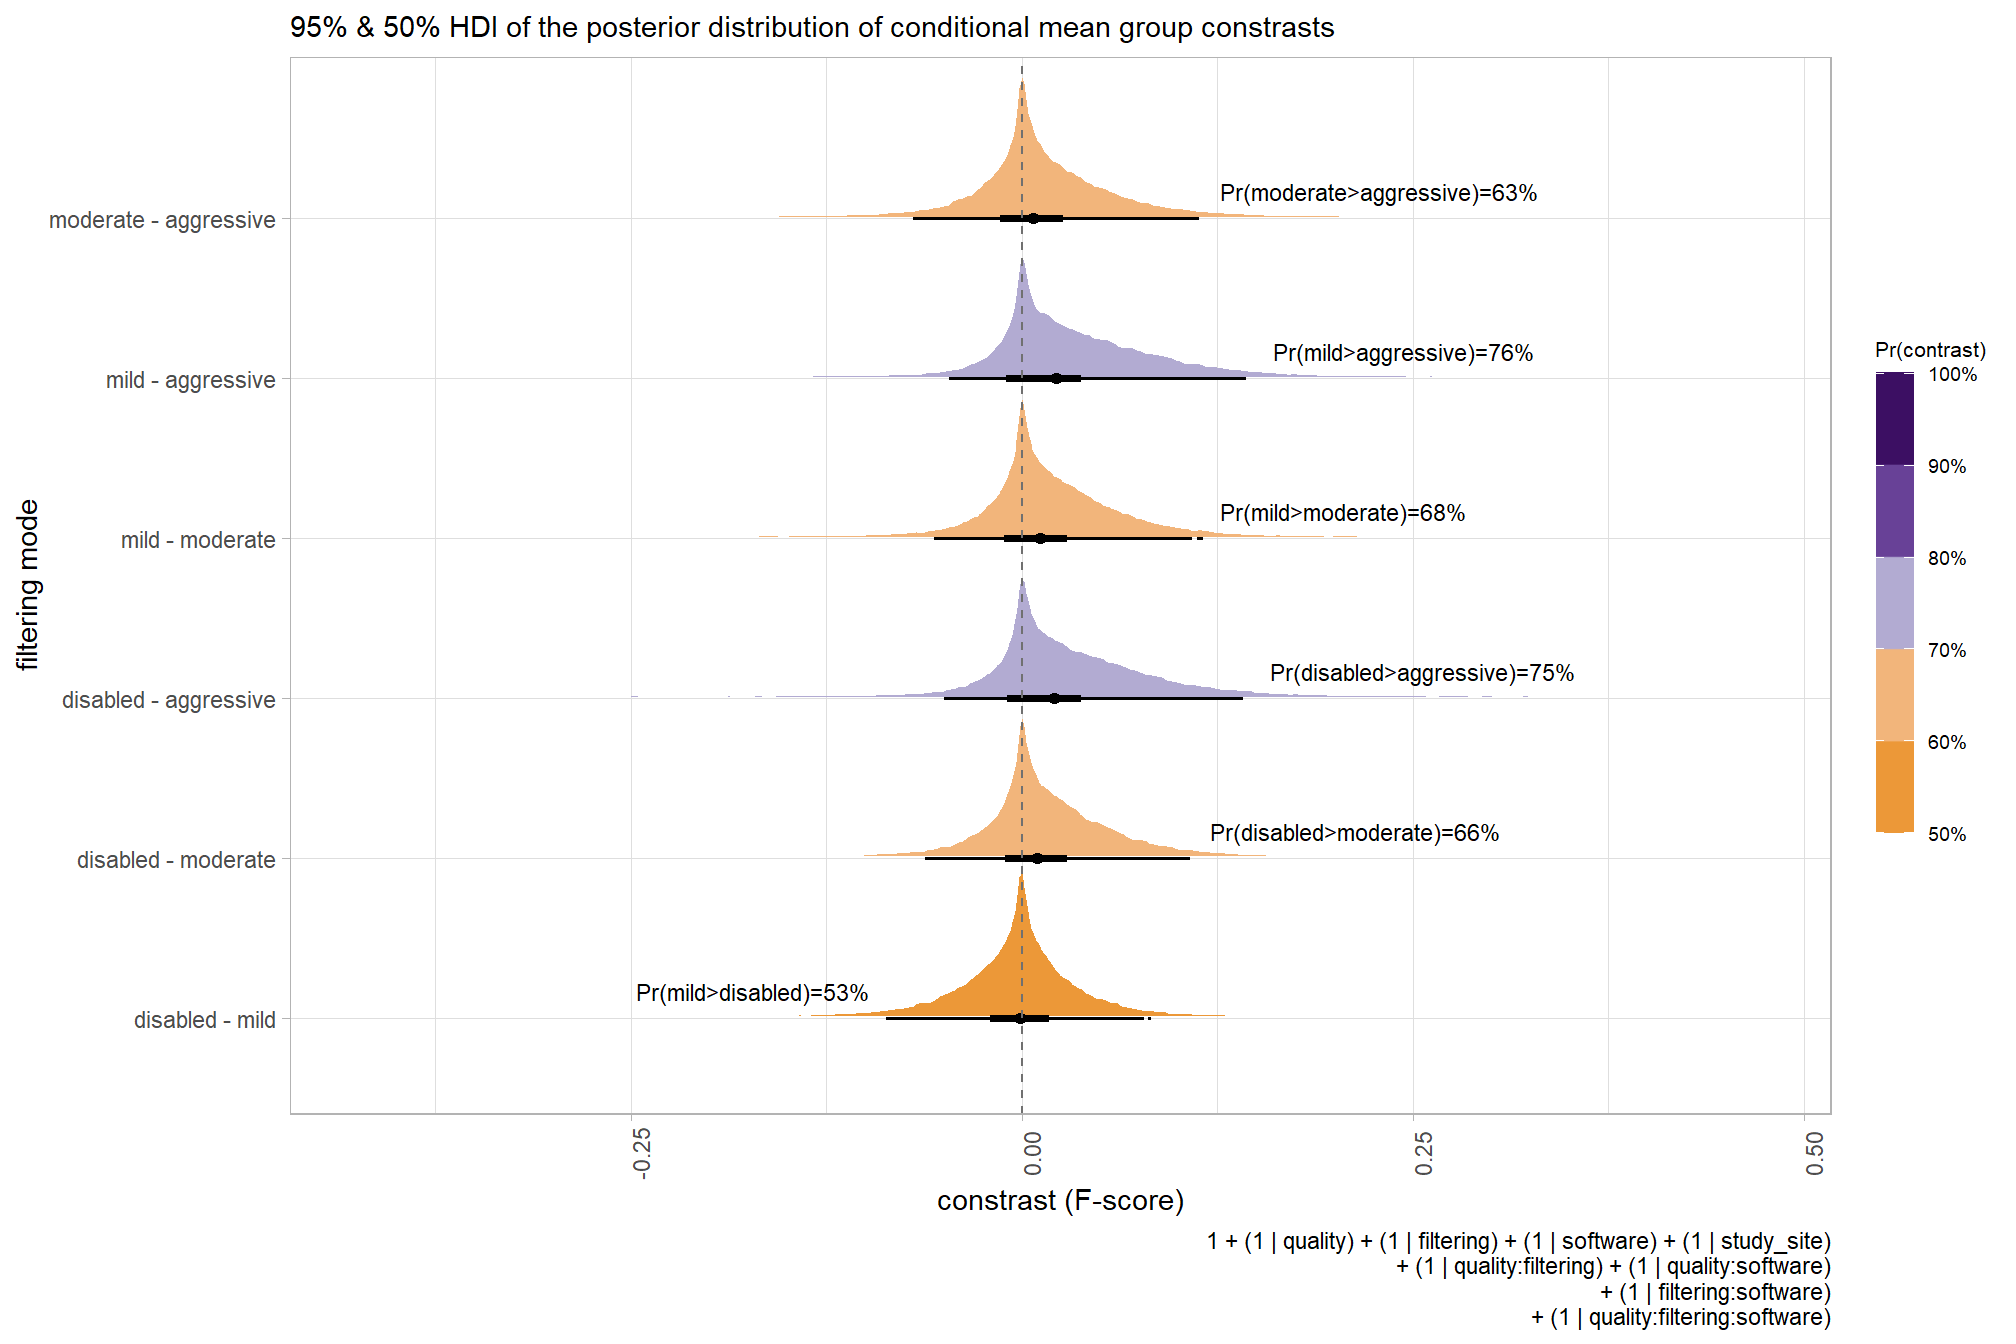 95% & 50% HDI of the posterior distribution of conditional mean group constrasts
filtering mode
moderate - aggressive
Pr(moderate>aggressive)=63%
mild - aggressive
Pr(mild>aggressive)=76%
mild - moderate
Pr(mild>moderate)=68%
disabled - aggressive
Pr(disabled>aggressive)=75%
disabled - moderate
Pr(disabled>moderate)=66%
disabled - mild
Pr(mild>disabled)=53%
-0.25
0.00
0.25
0.50
constrast (F-score)
Pr(contrast)
100%
90%
80%
70%
60%
50%
1 + (1 | quality) + (1 | filtering) + (1 | software) + (1 | study_site)
+ (1 | quality:filtering) + (1 | quality:software)
+ (1 | filtering:software)
+ (1 | quality:filtering:software)